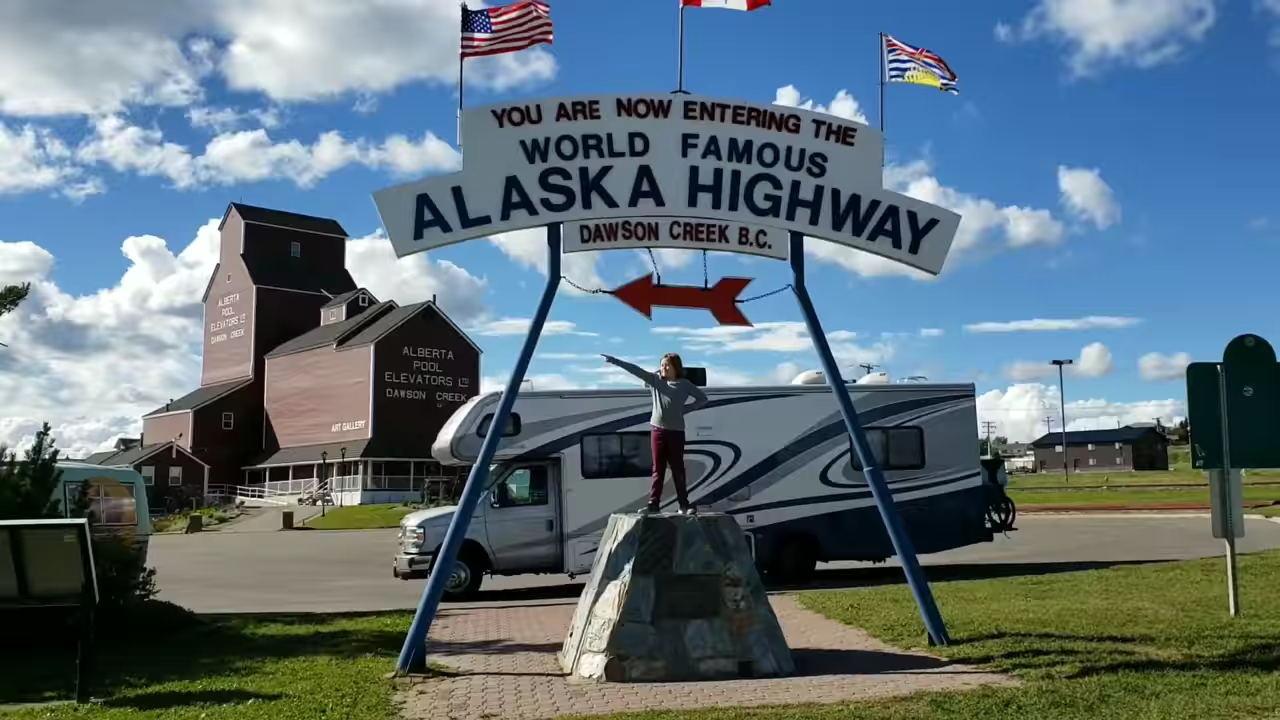 YOU ARE NOW ENTERING THE
WORLD FAMOUS
ALASKA HIGHWAY
DAWSON CREEK B.C.
ALBERTA
POOL
ELEVATORS LTD
DAWSON CREEK
ALBERTA
POOL
ELEVATORS LTD
DAWSON CREEK
ART GALLERY